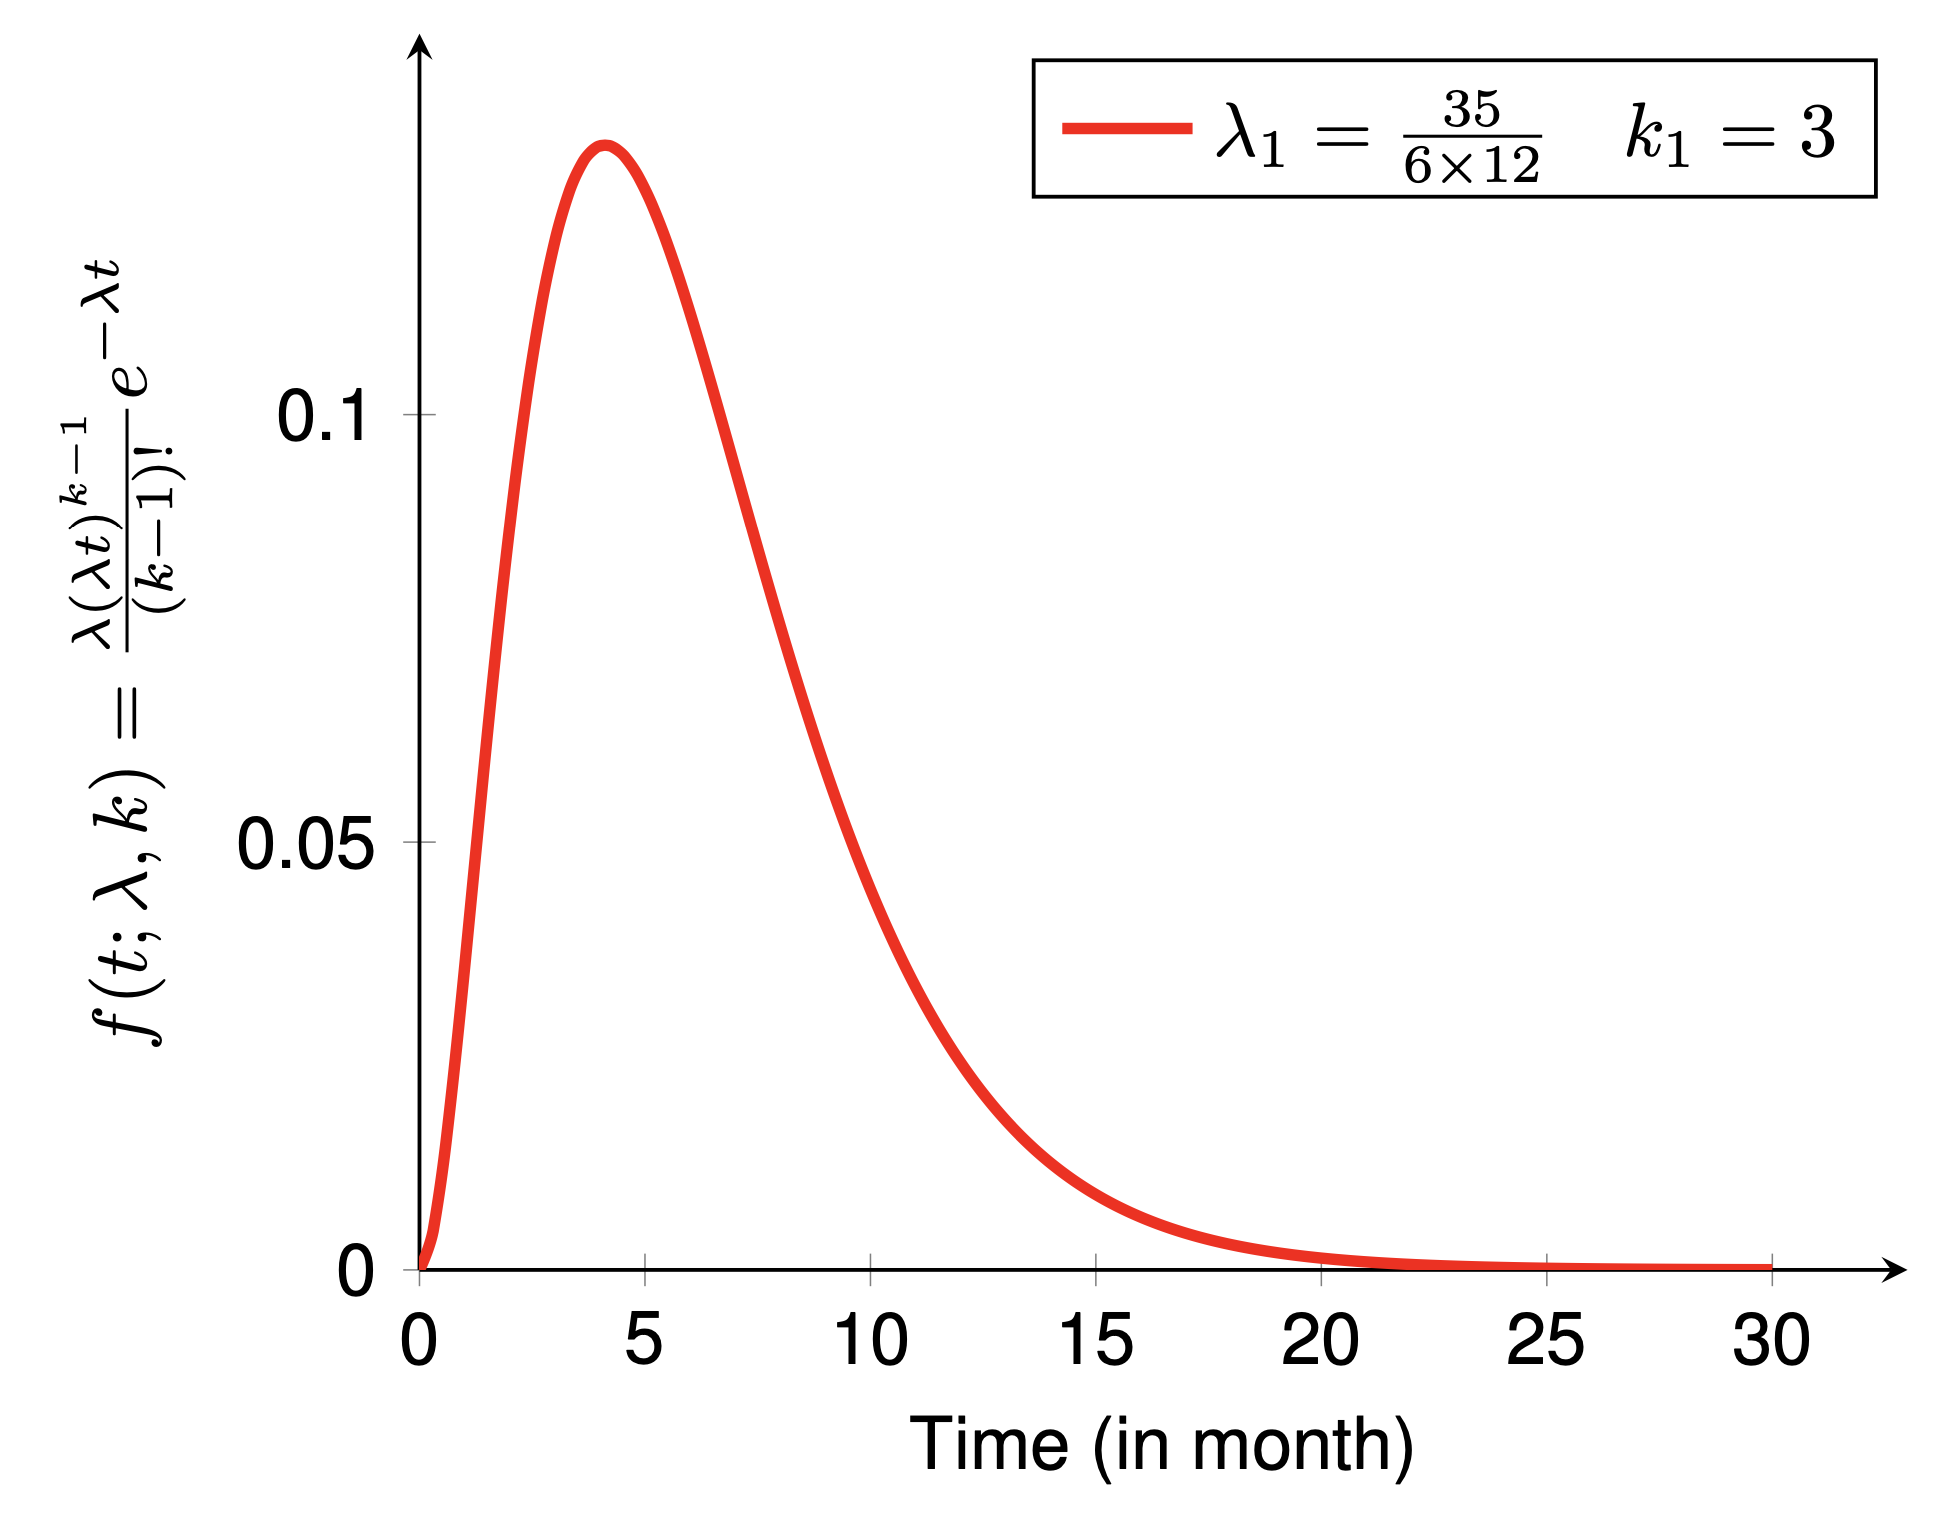 λ₁ = 35/(6×12) k₁ = 3
f(t; λ, k) = λ(λt)^(k−1)/(k−1)! e^(−λt)
0.1
0.05
0
0 5 10 15 20 25 30
Time (in month)